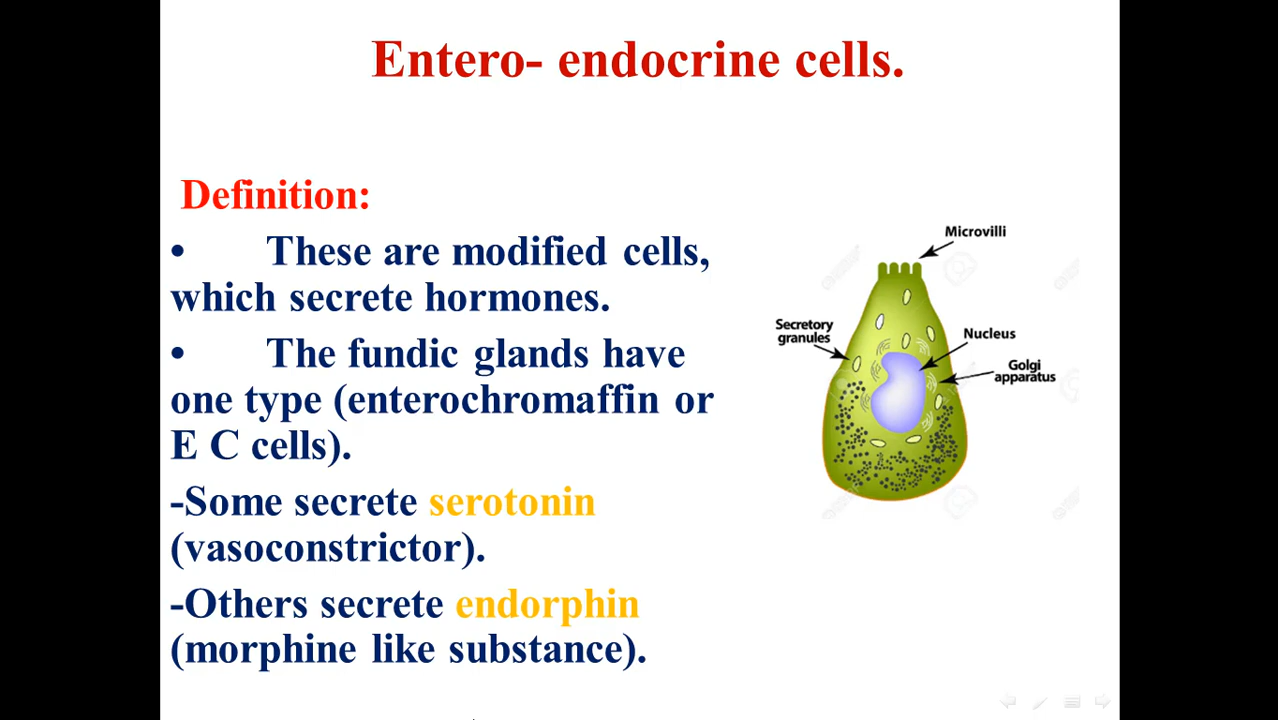 Entero- endocrine cells.
Definition:
• These are modified cells,
which secrete hormones.
• The fundic glands have
one type (enterochromaffin or
E C cells).
-Some secrete serotonin
(vasoconstrictor).
-Others secrete endorphin
(morphine like substance).
Microvilli
Secretory
granules
Nucleus
Golgi
apparatus